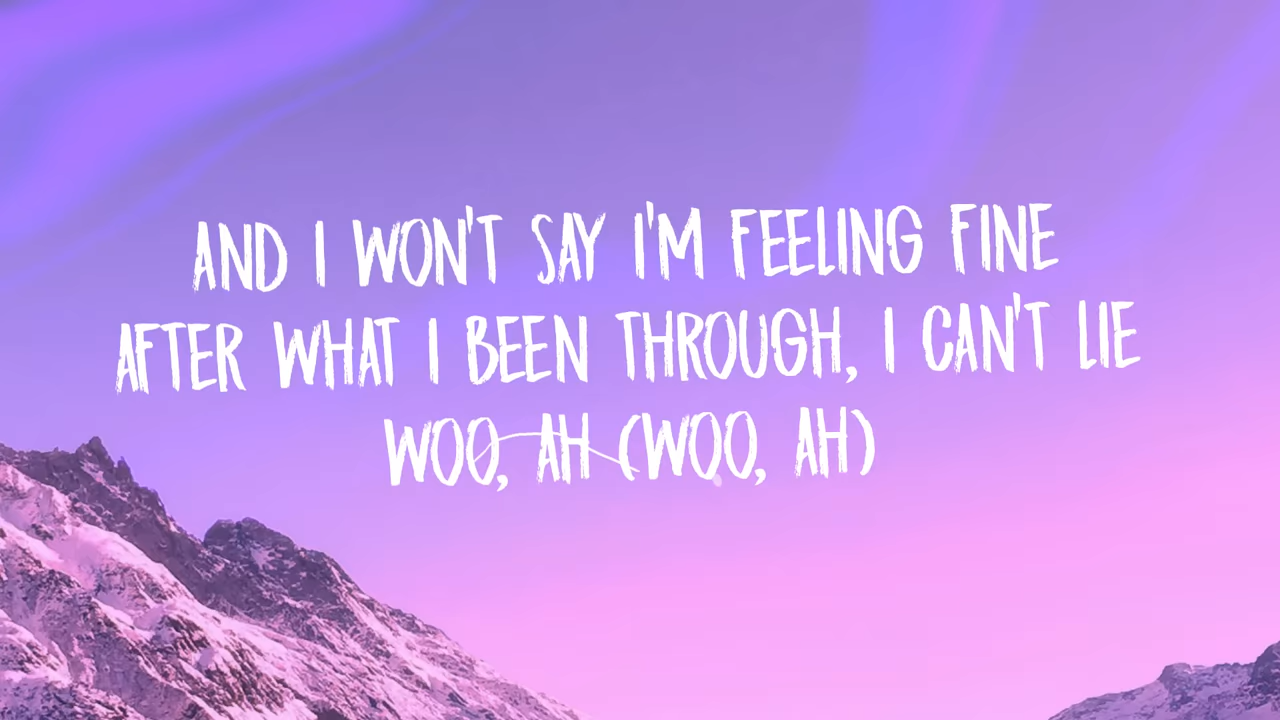 AND I WON'T SAY I'M FEELING FINE
AFTER WHAT I BEEN THROUGH, I CAN'T LIE
WOO, AH (WOO, AH)